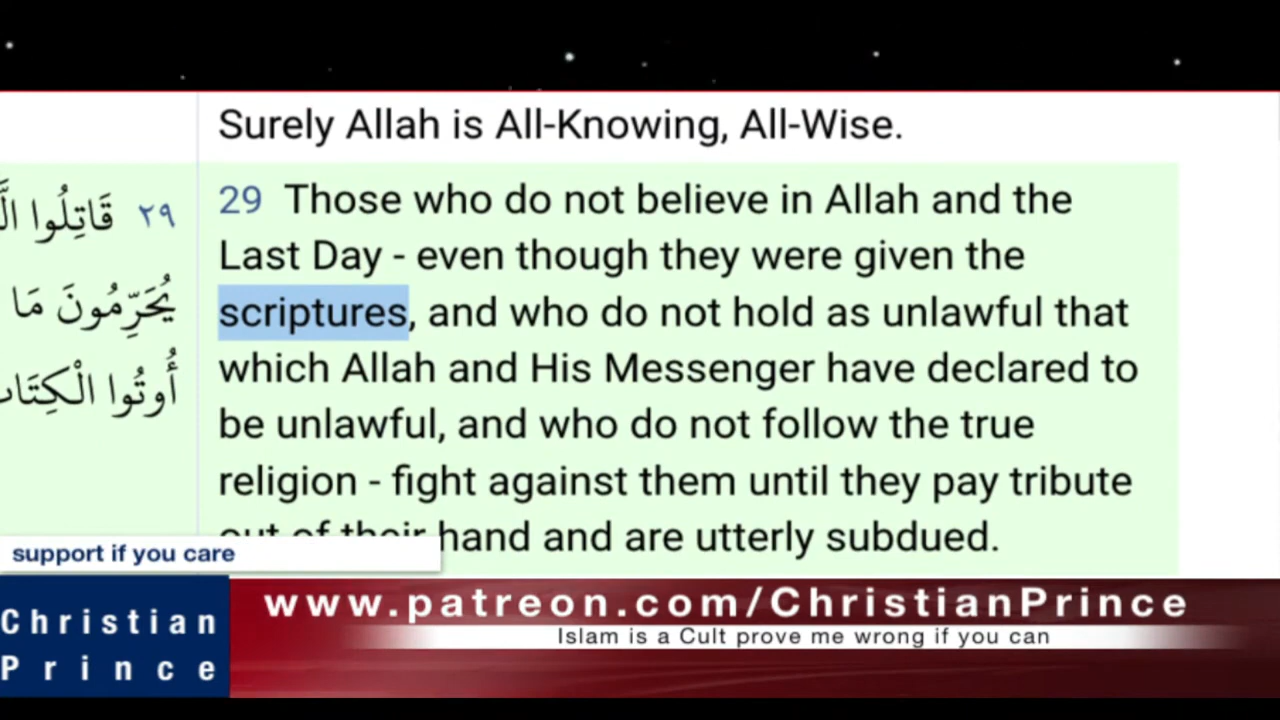 Surely Allah is All-Knowing, All-Wise.
29 Those who do not believe in Allah and the
Last Day - even though they were given the
scriptures, and who do not hold as unlawful that
which Allah and His Messenger have declared to
be unlawful, and who do not follow the true
religion - fight against them until they pay tribute
out of their hand and are utterly subdued.
٢٩ قَاتِلُوا
يُحَرِّمُونَ مَا
أُوتُوا
support if you care
Christian
Prince
www.patreon.com/ChristianPrince
Islam is a Cult prove me wrong if you can